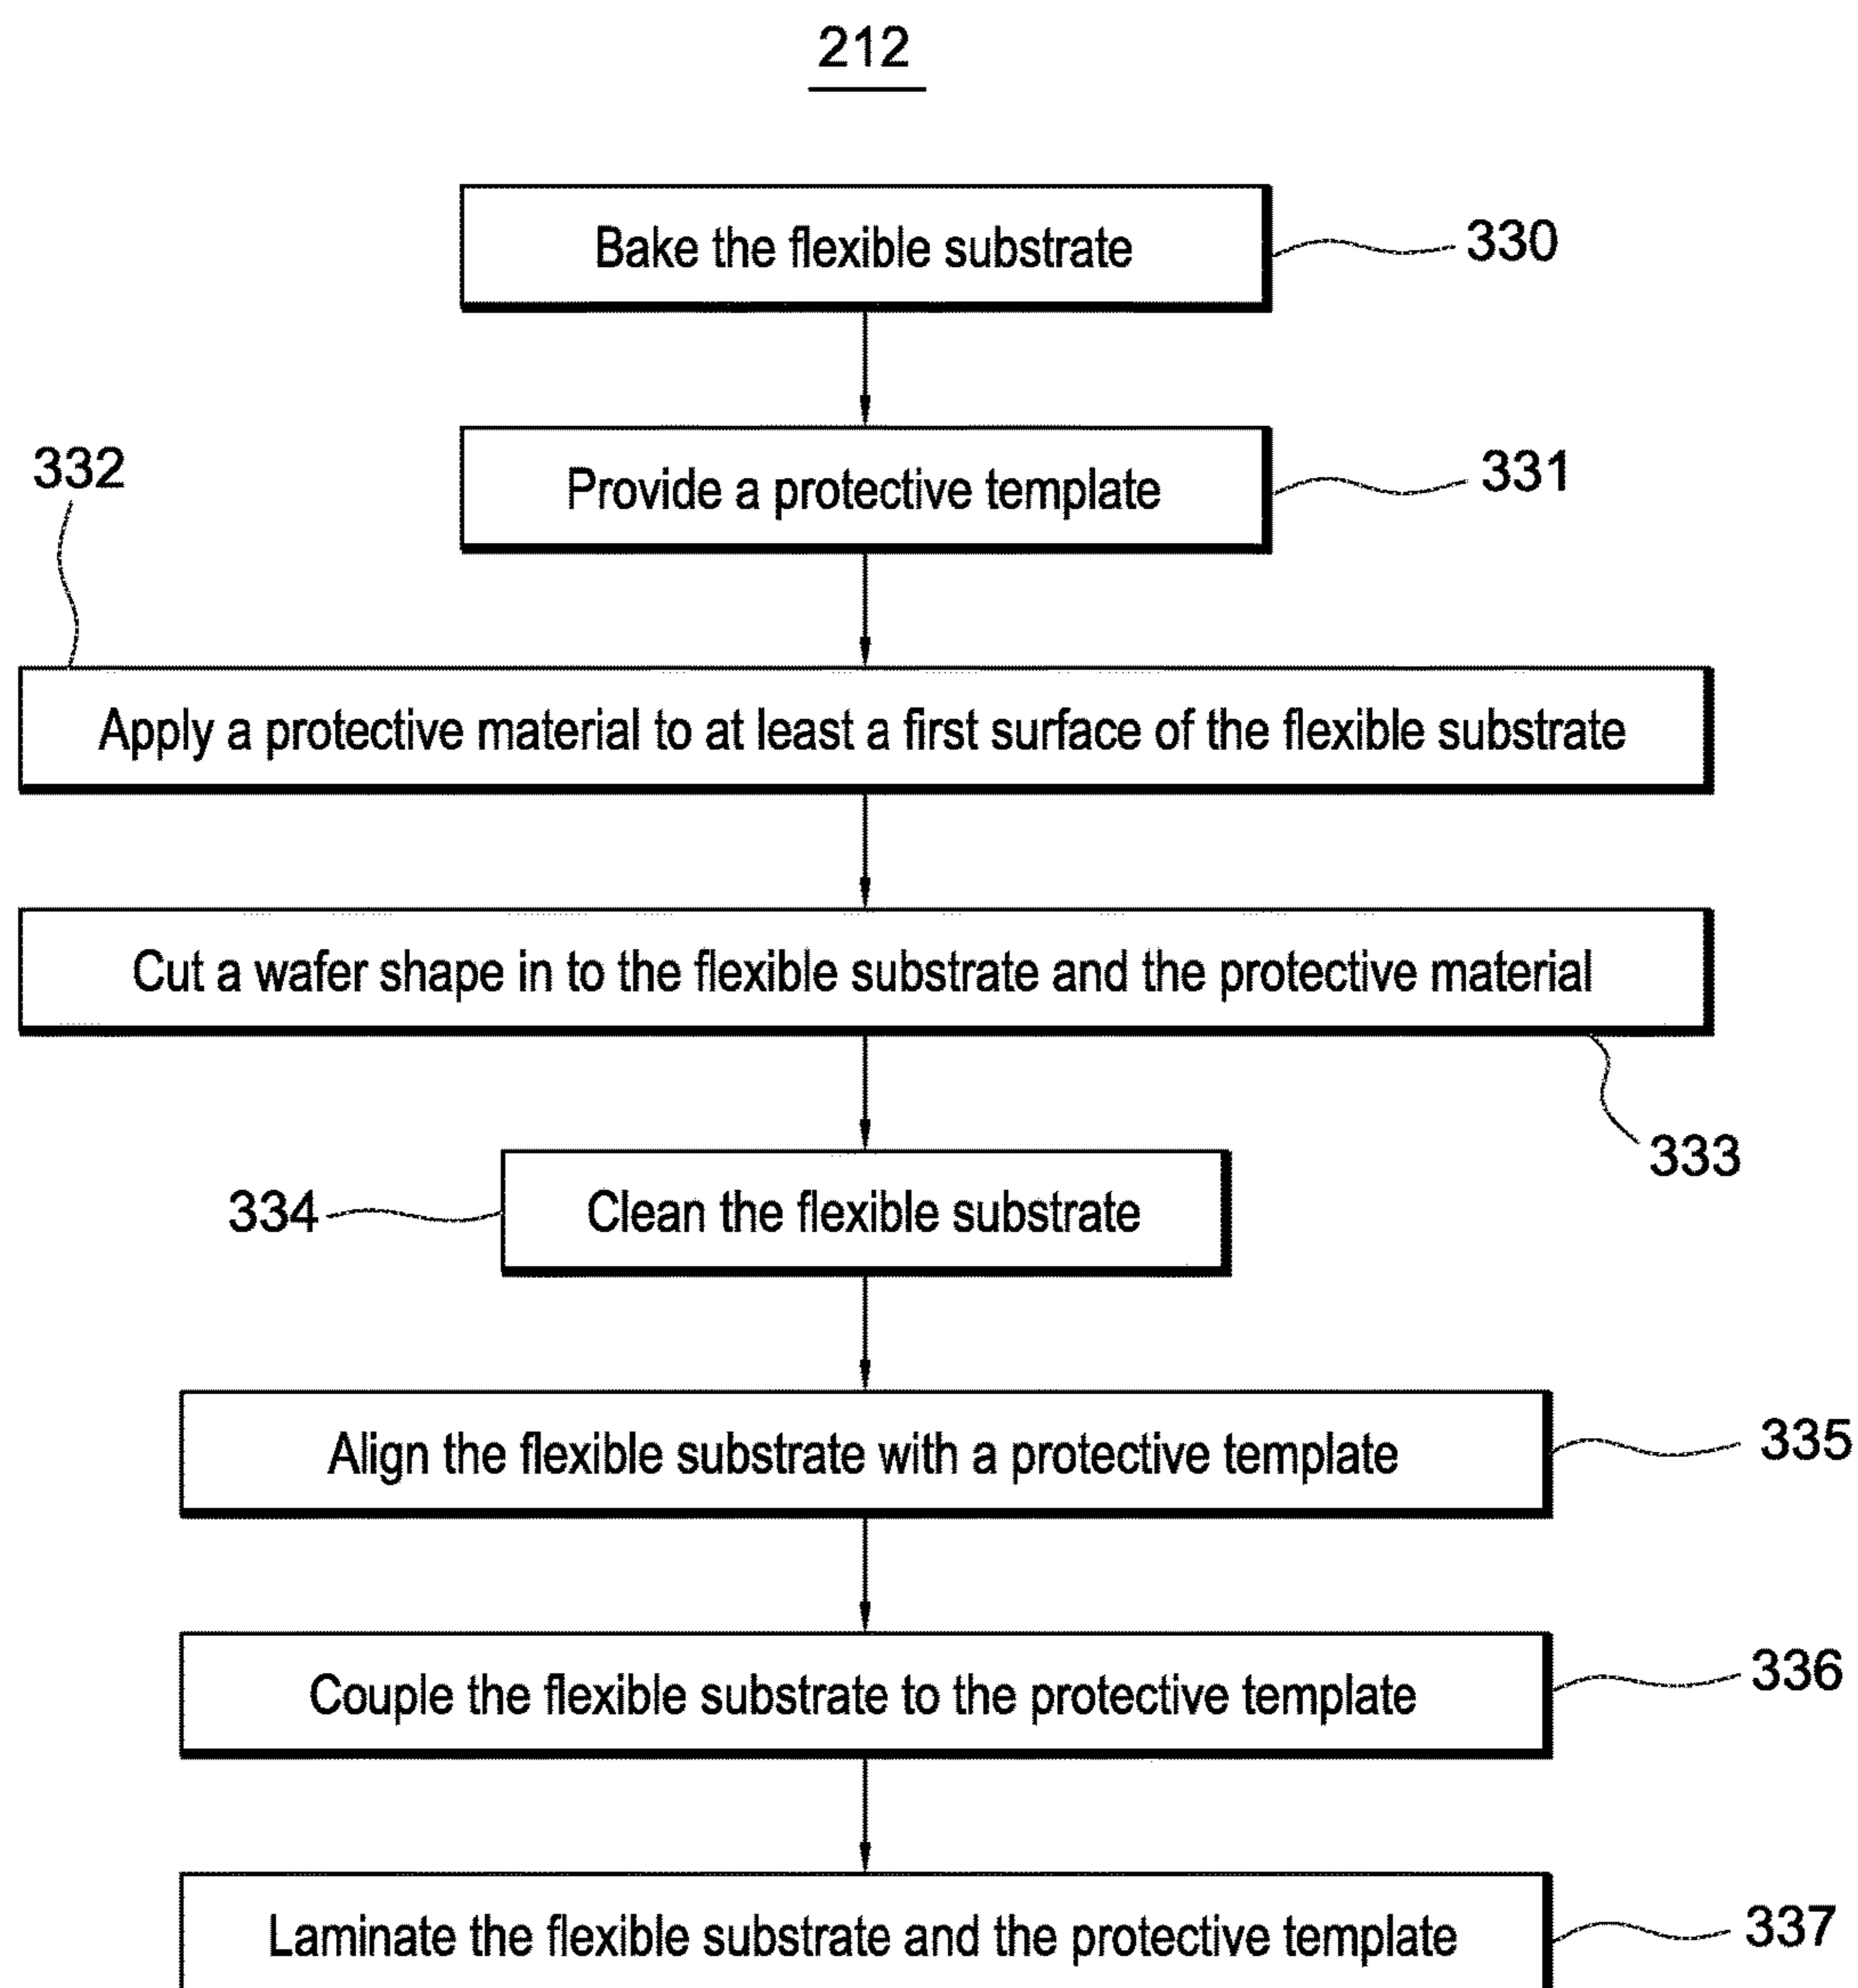 212
Bake the flexible substrate
330
Provide a protective template
331
332
Apply a protective material to at least a first surface of the flexible substrate
Cut a wafer shape in to the flexible substrate and the protective material
333
334
Clean the flexible substrate
Align the flexible substrate with a protective template
335
Couple the flexible substrate to the protective template
336
Laminate the flexible substrate and the protective template
337